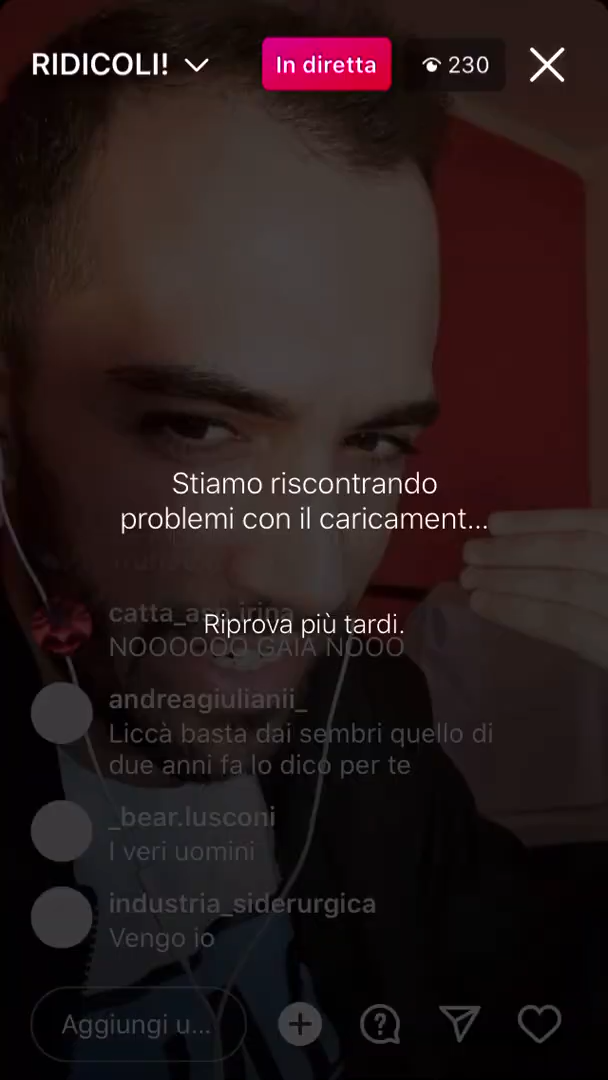 RIDICOLI!
In diretta
230
Stiamo riscontrando
problemi con il caricament...
Riprova più tardi.
NOOOOOO GAIA NOOO
andreagiulianii_
Liccà basta dai sembri quello di
due anni fa lo dico per te
_bear.lusconi
I veri uomini
industria_siderurgica
Vengo io
Aggiungi u...